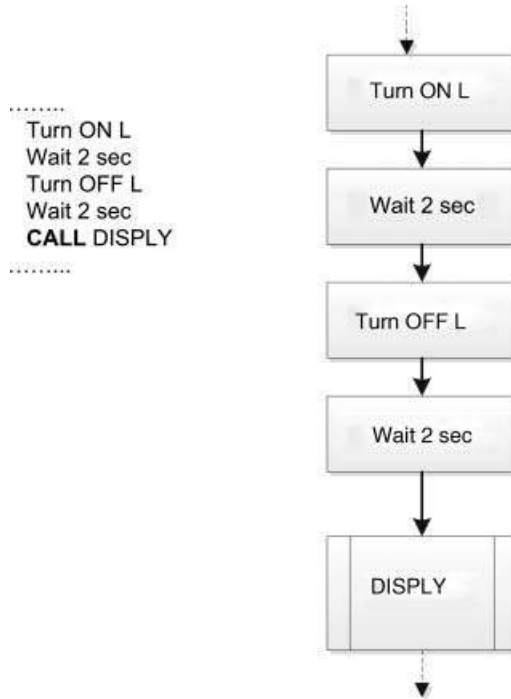 ........
Turn ON L
Wait 2 sec
Turn OFF L
Wait 2 sec
CALL DISPLY
.........
Turn ON L
Wait 2 sec
Turn OFF L
Wait 2 sec
DISPLY